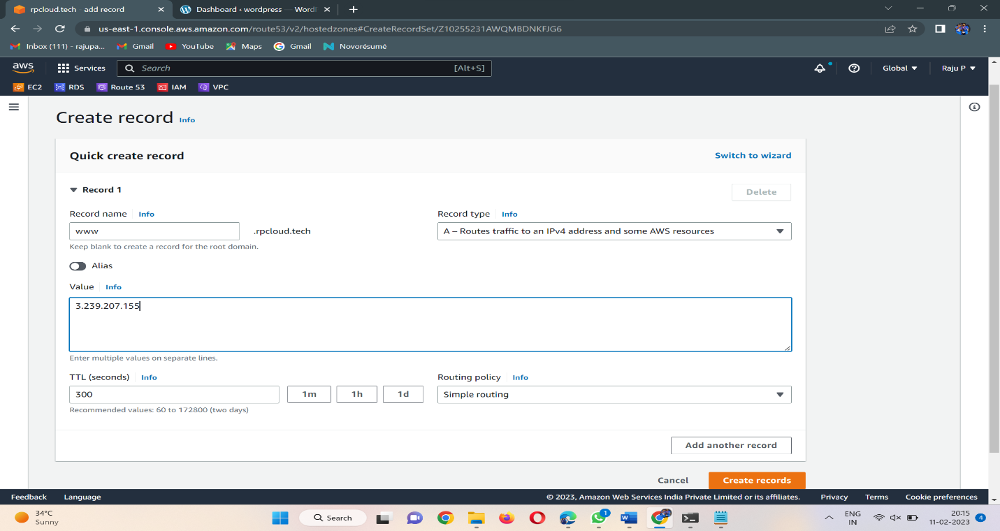 rpcloud.tech - add record
Dashboard ‹ wordpress — WordP
us-east-1.console.aws.amazon.com/route53/v2/hostedzones#CreateRecordSet/Z10255231AWQMBDNKFJG6
Inbox (111) - rajupa... Gmail YouTube Maps Gmail Novorésumé
aws Services Search [Alt+S] Global Raju P
EC2 RDS Route 53 IAM VPC
Create record Info
Quick create record Switch to wizard
Record 1 Delete
Record name Info Record type Info
www .rpcloud.tech A – Routes traffic to an IPv4 address and some AWS resources
Keep blank to create a record for the root domain.
Alias
Value Info
3.239.207.155
Enter multiple values on separate lines.
TTL (seconds) Info Routing policy Info
300 1m 1h 1d Simple routing
Recommended values: 60 to 172800 (two days)
Add another record
Cancel Create records
Feedback Language © 2023, Amazon Web Services India Private Limited or its affiliates. Privacy Terms Cookie preferences
34°C
Sunny
Search
1
ENG
IN
20:15
11-02-2023
4